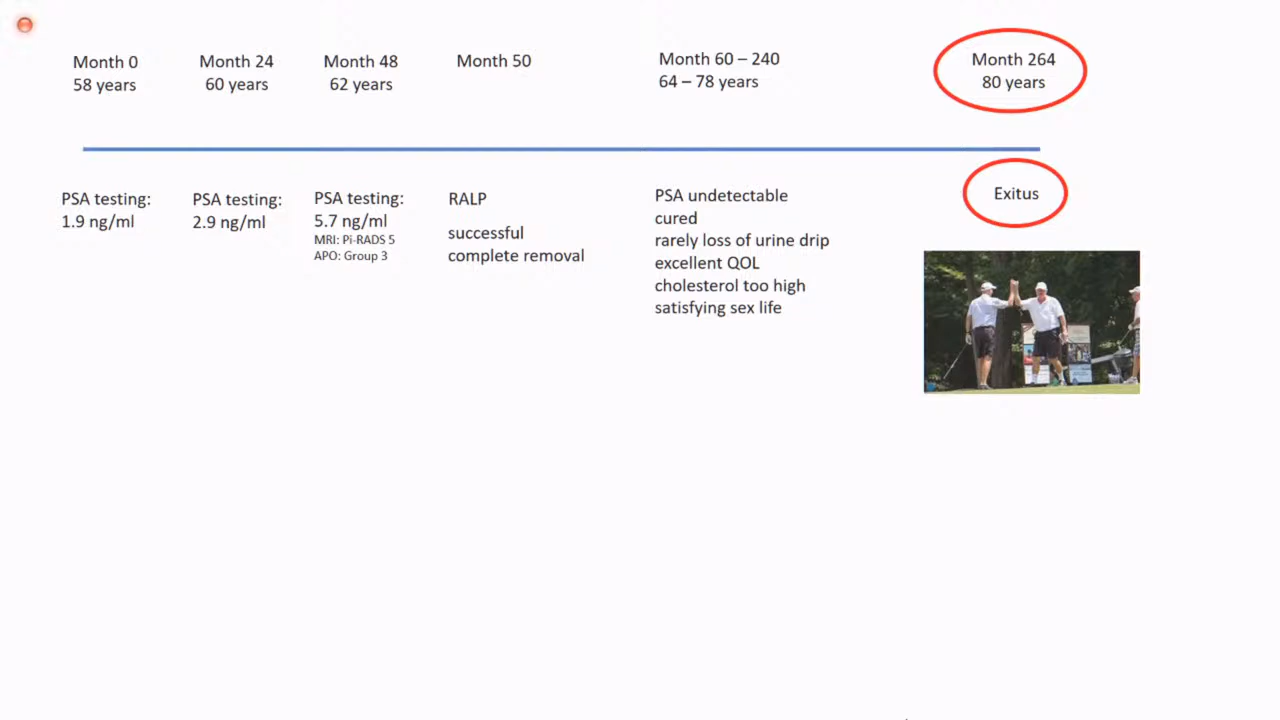 Month 0
58 years
Month 24
60 years
Month 48
62 years
Month 50
Month 60 – 240
64 – 78 years
Month 264
80 years
PSA testing:
1.9 ng/ml
PSA testing:
2.9 ng/ml
PSA testing:
5.7 ng/ml
MRI: Pi-RADS 5
APO: Group 3
RALP
successful
complete removal
PSA undetectable
cured
rarely loss of urine drip
excellent QOL
cholesterol too high
satisfying sex life
Exitus